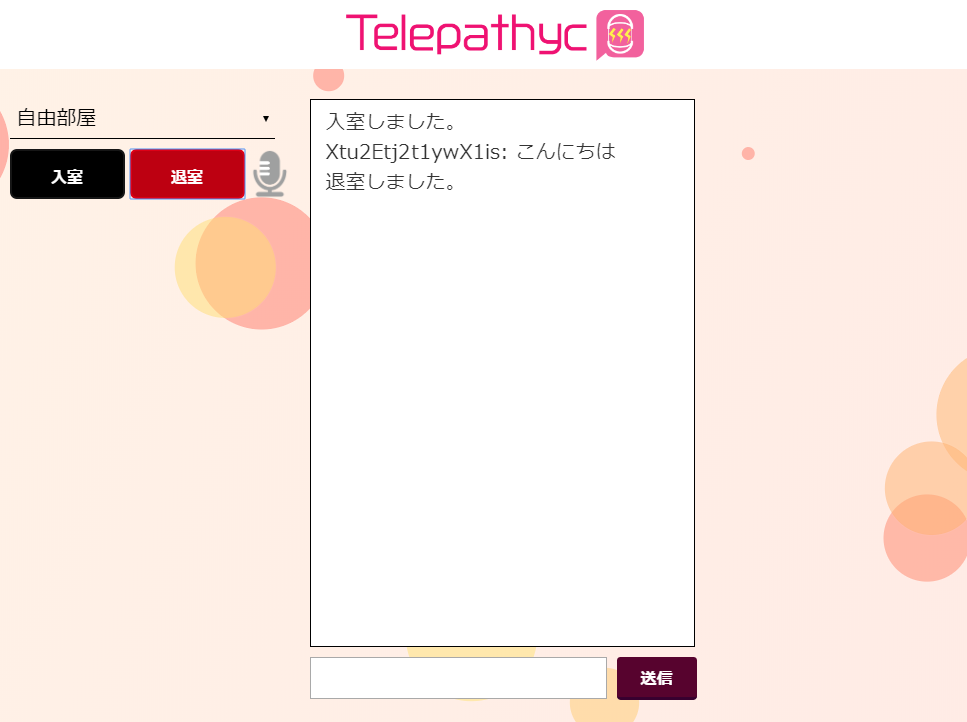 Telepathyc
自由部屋
入室
退室
入室しました。
Xtu2Etj2t1ywX1is: こんにちは
退室しました。
送信